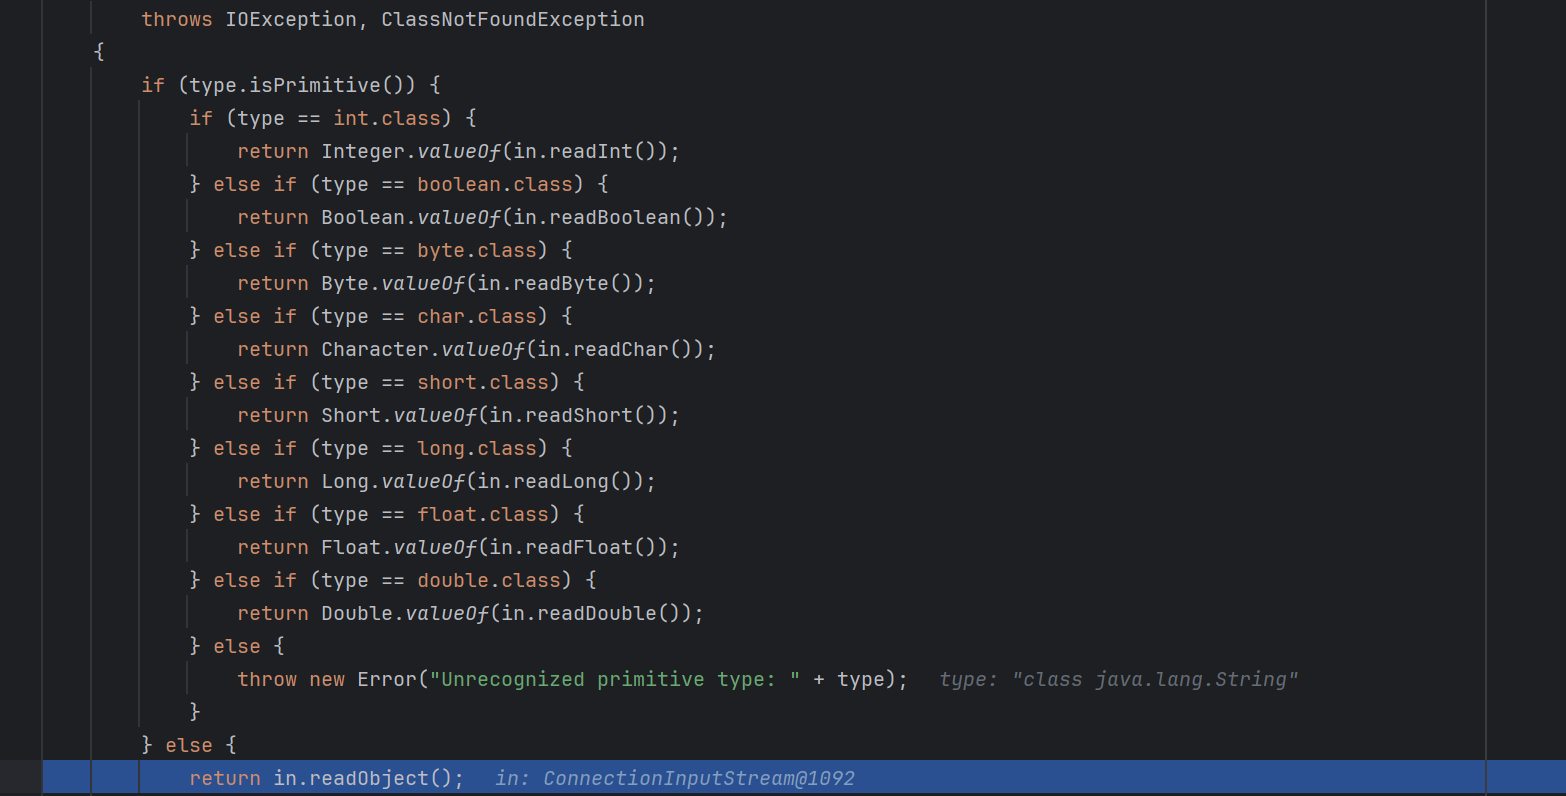 throws IOException, ClassNotFoundException
{
if (type.isPrimitive()) {
if (type == int.class) {
return Integer.valueOf(in.readInt());
} else if (type == boolean.class) {
return Boolean.valueOf(in.readBoolean());
} else if (type == byte.class) {
return Byte.valueOf(in.readByte());
} else if (type == char.class) {
return Character.valueOf(in.readChar());
} else if (type == short.class) {
return Short.valueOf(in.readShort());
} else if (type == long.class) {
return Long.valueOf(in.readLong());
} else if (type == float.class) {
return Float.valueOf(in.readFloat());
} else if (type == double.class) {
return Double.valueOf(in.readDouble());
} else {
throw new Error("Unrecognized primitive type: " + type); type: "class java.lang.String"
}
} else {
return in.readObject(); in: ConnectionInputStream@1092